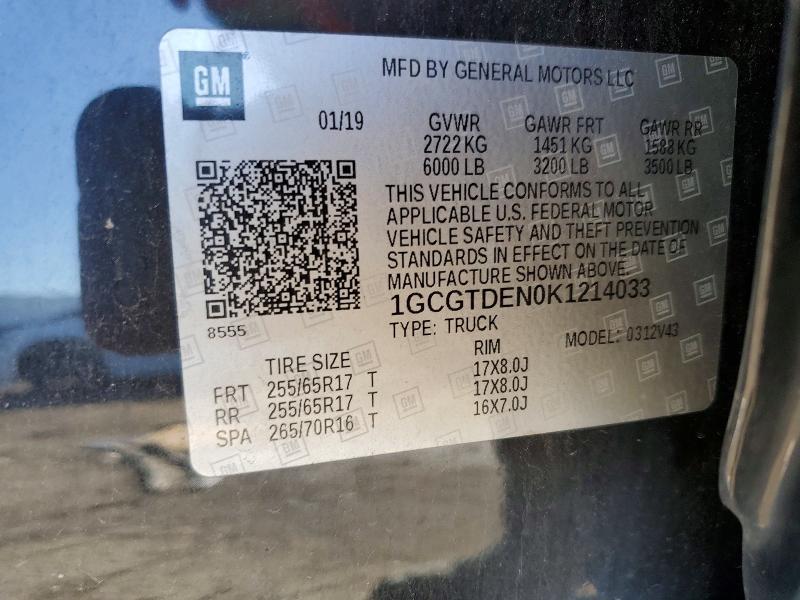 GM
MFD BY GENERAL MOTORS LLC
01/19 GVWR GAWR FRT GAWR RR
2722 KG 1451 KG 1588 KG
6000 LB 3200 LB 3500 LB
THIS VEHICLE CONFORMS TO ALL
APPLICABLE U.S. FEDERAL MOTOR
VEHICLE SAFETY AND THEFT PREVENTION
STANDARDS IN EFFECT ON THE DATE OF
MANUFACTURE SHOWN ABOVE.
1GCGTDEN0K1214033
8555
TYPE: TRUCK MODEL: 0312V43
TIRE SIZE RIM
FRT 255/65R17 T 17X8.0J
RR 255/65R17 T 17X8.0J
SPA 265/70R16 T 16X7.0J